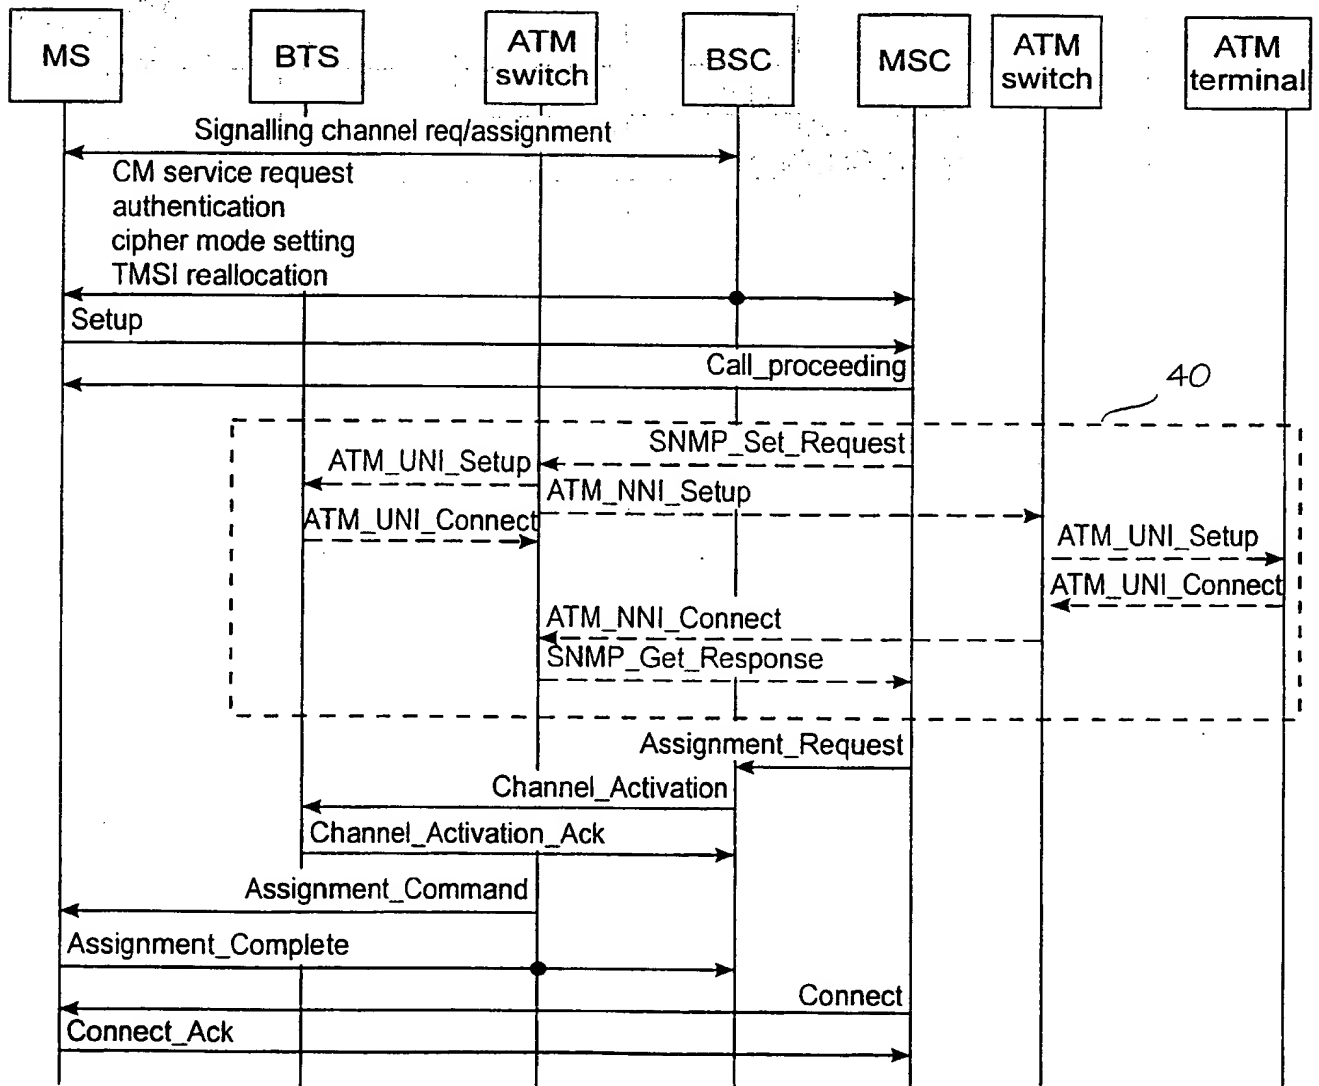 MS
BTS
ATM
switch
BSC
MSC
ATM
switch
ATM
terminal
Signalling channel req/assignment
CM service request
authentication
cipher mode setting
TMSI reallocation
Setup
Call_proceeding
40
SNMP_Set_Request
ATM_UNI_Setup
ATM_NNI_Setup
ATM_UNI_Connect
ATM_UNI_Setup
ATM_UNI_Connect
ATM_NNI_Connect
SNMP_Get_Response
Assignment_Request
Channel_Activation
Channel_Activation_Ack
Assignment_Command
Assignment_Complete
Connect
Connect_Ack